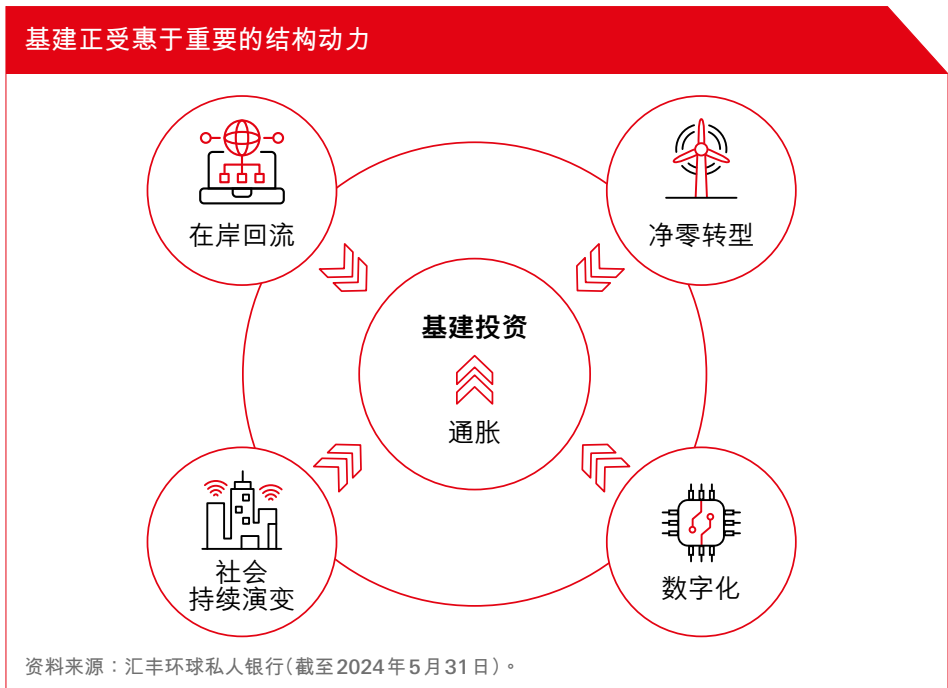 基建正受惠于重要的结构动力
在岸回流
净零转型
基建投资
通胀
社会
持续演变
数字化
资料来源：汇丰环球私人银行(截至2024年5月31日)。